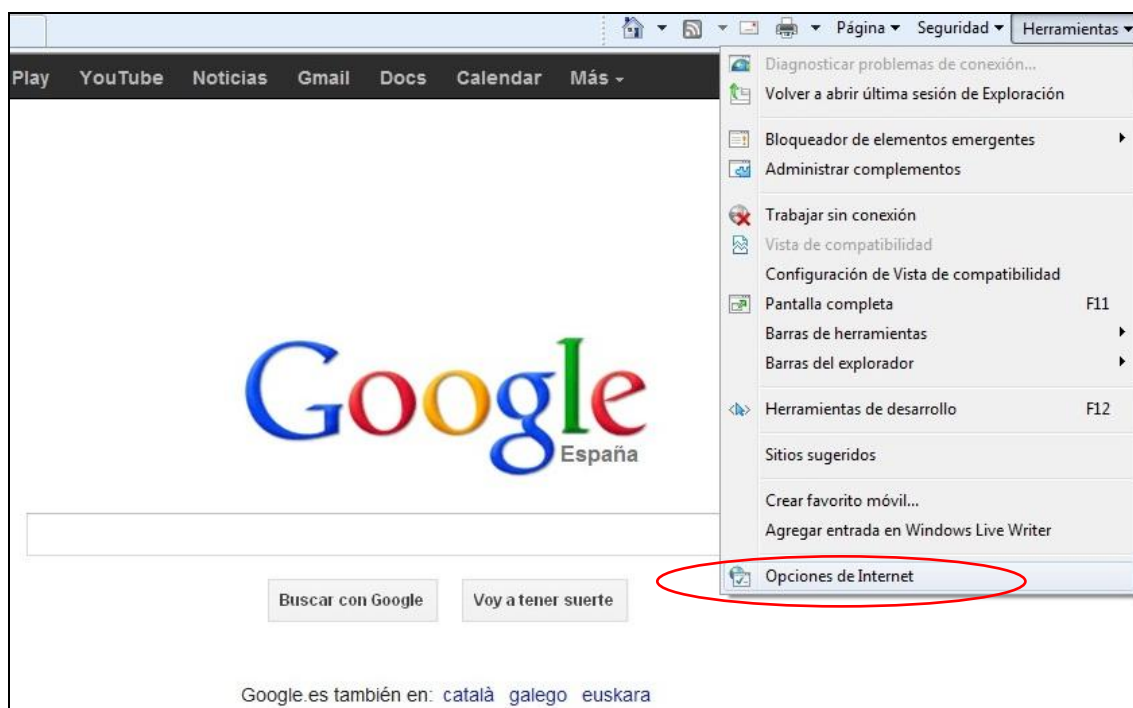 Página Seguridad Herramientas
Play YouTube Noticias Gmail Docs Calendar Más
Diagnosticar problemas de conexión...
Volver a abrir última sesión de Exploración
Bloqueador de elementos emergentes
Administrar complementos
Trabajar sin conexión
Vista de compatibilidad
Configuración de Vista de compatibilidad
Pantalla completa F11
Barras de herramientas
Barras del explorador
Herramientas de desarrollo F12
Sitios sugeridos
Crear favorito móvil...
Agregar entrada en Windows Live Writer
Opciones de Internet
Google
España
Buscar con Google Voy a tener suerte
Google.es también en: català galego euskara